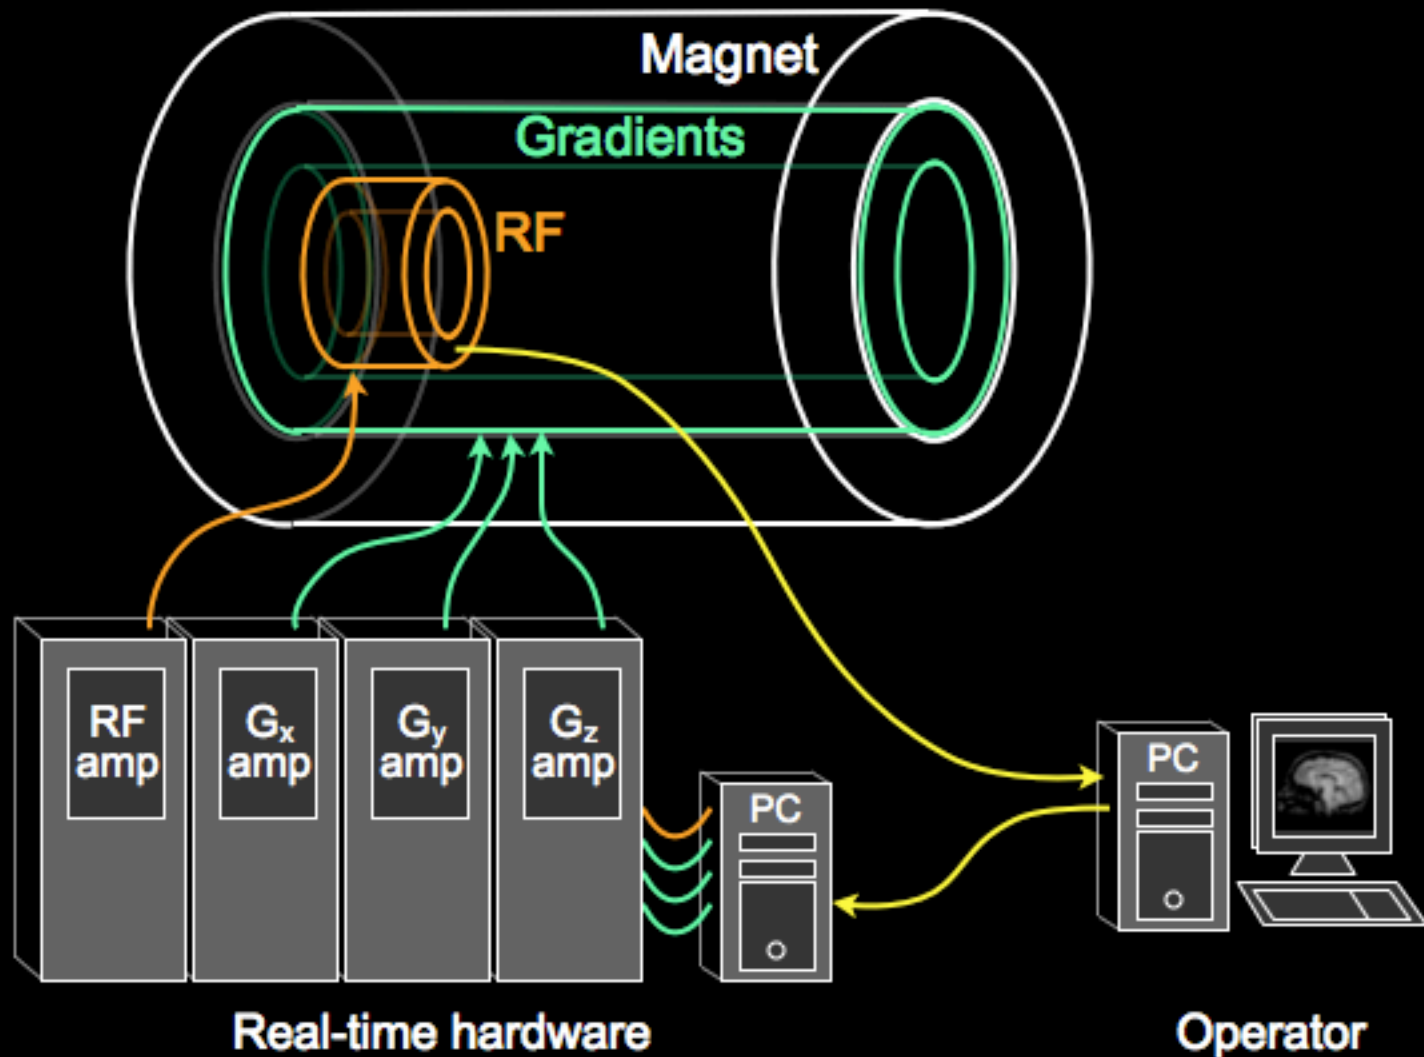 Magnet
Gradients
RF
RF
amp
Gx
amp
Gy
amp
Gz
amp
PC
PC
Real-time hardware
Operator